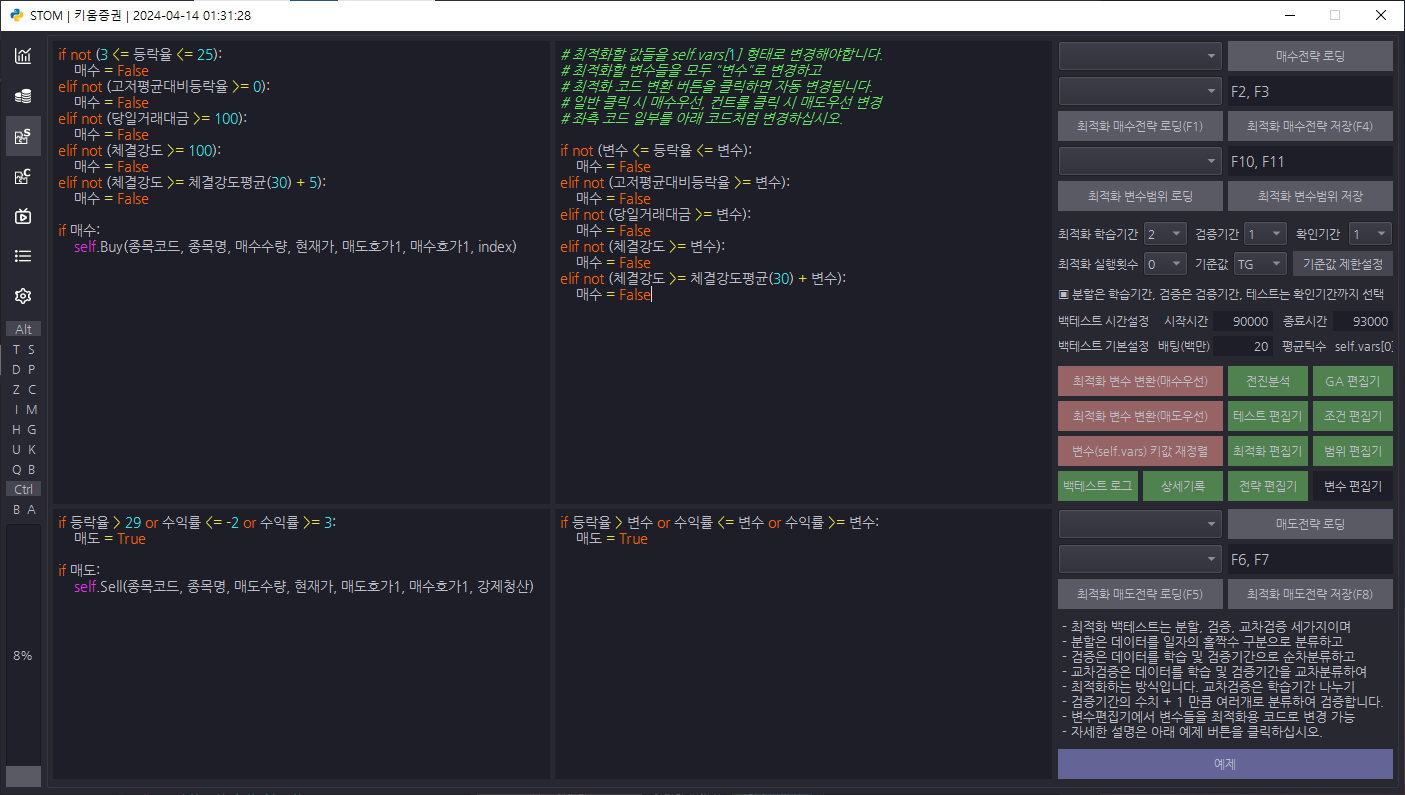 STOM | 키움증권 | 2024-04-14 01:31:28
Alt
T S
D P
Z C
I M
H G
U K
Q B
Ctrl
B A
8%
if not (3 <= 등락율 <= 25):
매수 = False
elif not (고저평균대비등락율 >= 0):
매수 = False
elif not (당일거래대금 >= 100):
매수 = False
elif not (체결강도 >= 100):
매수 = False
elif not (체결강도 >= 체결강도평균(30) + 5):
매수 = False
if 매수:
self.Buy(종목코드, 종목명, 매수수량, 현재가, 매도호가1, 매수호가1, index)
# 최적화할 값들을 self.vars[1] 형태로 변경해야합니다.
# 최적화할 변수들을 모두 "변수"로 변경하고
# 최적화 코드 변환 버튼을 클릭하면 자동 변경됩니다.
# 일반 클릭 시 매수우선, 컨트롤 클릭 시 매도우선 변경
# 좌측 코드 일부를 아래 코드처럼 변경하십시오.
if not (변수 <= 등락율 <= 변수):
매수 = False
elif not (고저평균대비등락율 >= 변수):
매수 = False
elif not (당일거래대금 >= 변수):
매수 = False
elif not (체결강도 >= 변수):
매수 = False
elif not (체결강도 >= 체결강도평균(30) + 변수):
매수 = False
if 등락율 > 29 or 수익률 <= -2 or 수익률 >= 3:
매도 = True
if 매도:
self.Sell(종목코드, 종목명, 매도수량, 현재가, 매도호가1, 매수호가1, 강제청산)
if 등락율 > 변수 or 수익률 <= 변수 or 수익률 >= 변수:
매도 = True
매수전략 로딩
F2, F3
최적화 매수전략 로딩(F1) 최적화 매수전략 저장(F4)
F10, F11
최적화 변수범위 로딩 최적화 변수범위 저장
최적화 학습기간 2 검증기간 1 확인기간 1
최적화 실행횟수 0 기준값 TG 기준값 제한설정
▣ 분할은 학습기간, 검증은 검증기간, 테스트는 확인기간까지 선택
백테스트 시간설정 시작시간 90000 종료시간 93000
백테스트 기본설정 배팅(백만) 20 평균틱수 self.vars[0]
최적화 변수 변환(매수우선) 전진분석 GA 편집기
최적화 변수 변환(매도우선) 테스트 편집기 조건 편집기
변수(self.vars) 키값 재정렬 최적화 편집기 범위 편집기
백테스트 로그 상세기록 전략 편집기 변수 편집기
매도전략 로딩
F6, F7
최적화 매도전략 로딩(F5) 최적화 매도전략 저장(F8)
- 최적화 백테스트는 분할, 검증, 교차검증 세가지이며
- 분할은 데이터를 일자의 홀짝수 구분으로 분류하고
- 검증은 데이터를 학습 및 검증기간으로 순차분류하고
- 교차검증은 데이터를 학습 및 검증기간을 교차분류하여
- 최적화하는 방식입니다. 교차검증은 학습기간 나누기
- 검증기간의 수치 + 1 만큼 여러개로 분류하여 검증합니다.
- 변수편집기에서 변수들을 최적화용 코드로 변경 가능
- 자세한 설명은 아래 예제 버튼을 클릭하십시오.
예제